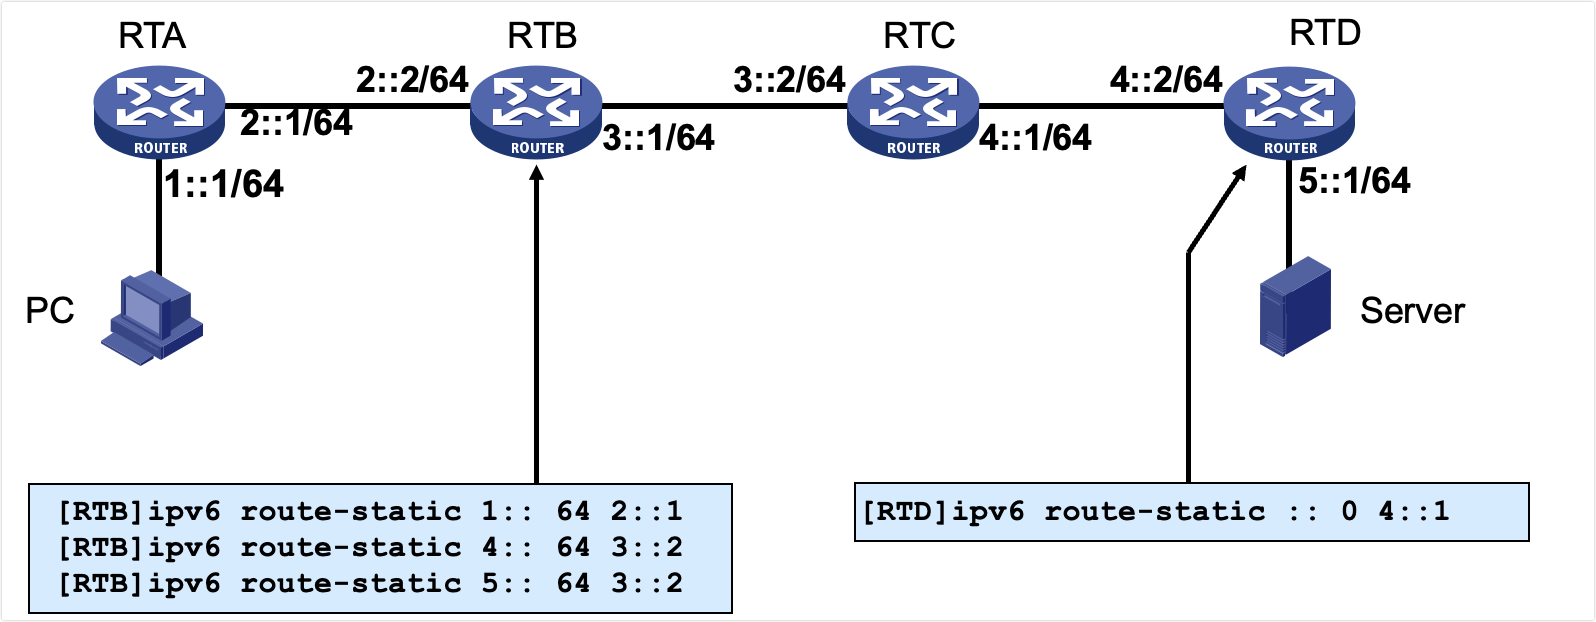 RTA
RTB
RTC
RTD
2::2/64
3::2/64
4::2/64
2::1/64
3::1/64
4::1/64
ROUTER
ROUTER
ROUTER
ROUTER
1::1/64
5::1/64
PC
Server
[RTB]ipv6 route-static 1:: 64 2::1
[RTB]ipv6 route-static 4:: 64 3::2
[RTB]ipv6 route-static 5:: 64 3::2
[RTD]ipv6 route-static :: 0 4::1